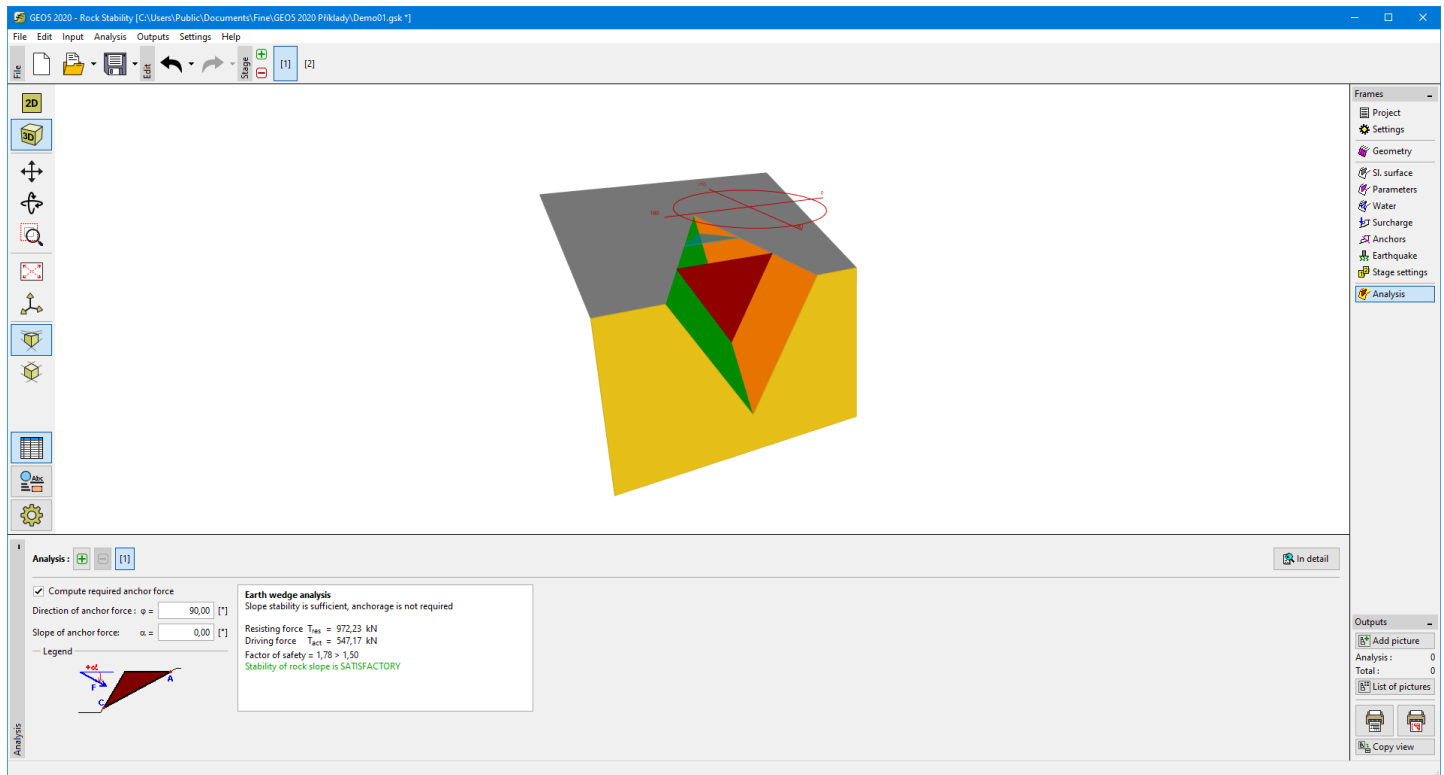 GEO5 2020 - Rock Stability [C:\Users\Public\Documents\Fine\GEO5 2020 Příklady\Demo01.gsk *]
File Edit Input Analysis Outputs Settings Help
File
Edit
Stage
[1] [2]
2D
3D
Abc
180
0
Frames
Project
Settings
Geometry
Sl. surface
Parameters
Water
Surcharge
Anchors
Earthquake
Stage settings
Analysis
Analysis
Analysis : [1]
In detail
Compute required anchor force
Direction of anchor force : φ = 90,00 [°]
Slope of anchor force: α = 0,00 [°]
Legend
+α
F
A
C
Earth wedge analysis
Slope stability is sufficient, anchorage is not required
Resisting force Tres = 972,23 kN
Driving force Tact = 547,17 kN
Factor of safety = 1,78 > 1,50
Stability of rock slope is SATISFACTORY
Outputs
Add picture
Analysis : 0
Total : 0
List of pictures
Copy view